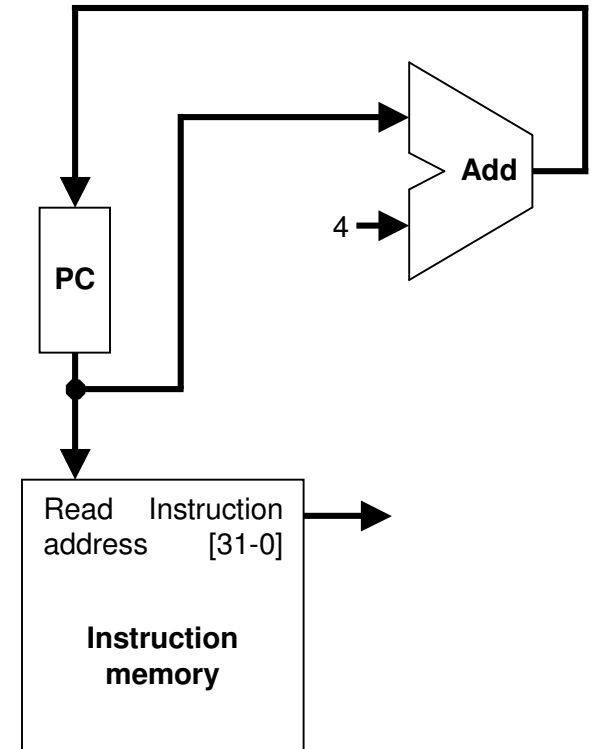 Add
4
PC
Read Instruction
address [31-0]
Instruction
memory